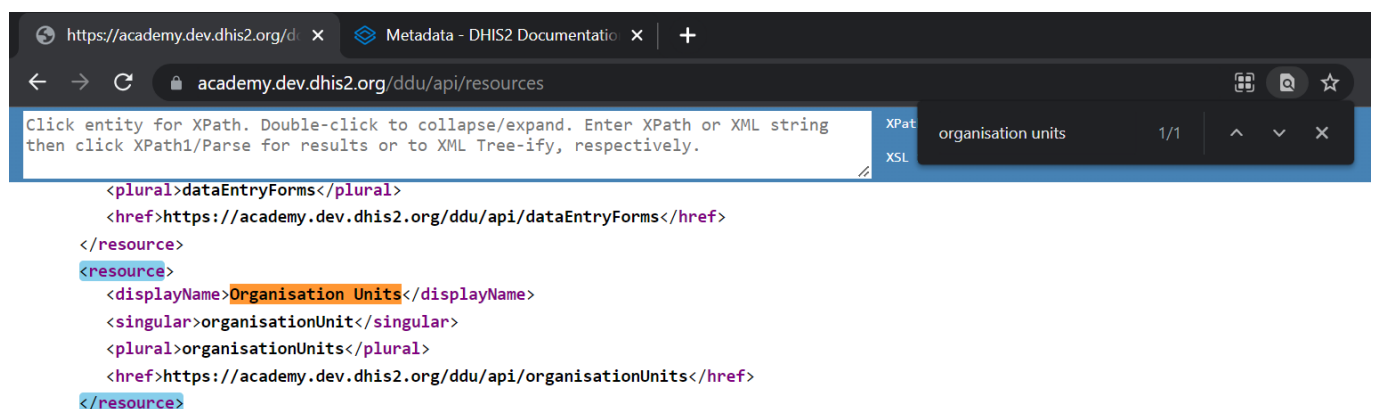 https://academy.dev.dhis2.org/d
Metadata - DHIS2 Documentatio
academy.dev.dhis2.org/ddu/api/resources
Click entity for XPath. Double-click to collapse/expand. Enter XPath or XML string
then click XPath1/Parse for results or to XML Tree-ify, respectively.
XPat
XSL
organisation units 1/1
<plural>dataEntryForms</plural>
<href>https://academy.dev.dhis2.org/ddu/api/dataEntryForms</href>
</resource>
<resource>
<displayName>Organisation Units</displayName>
<singular>organisationUnit</singular>
<plural>organisationUnits</plural>
<href>https://academy.dev.dhis2.org/ddu/api/organisationUnits</href>
</resource>